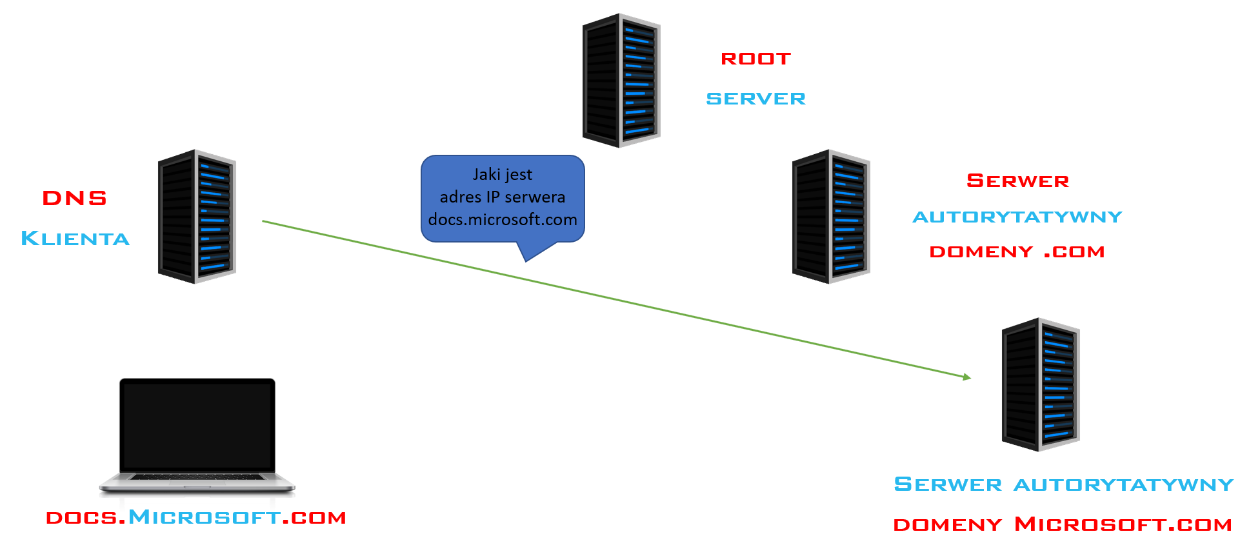 ROOT
SERVER
Jaki jest
adres IP serwera
docs.microsoft.com
DNS
KLIENTA
SERWER
AUTORYTATYWNY
DOMENY .COM
DOCS.MICROSOFT.COM
SERWER AUTORYTATYWNY
DOMENY MICROSOFT.COM